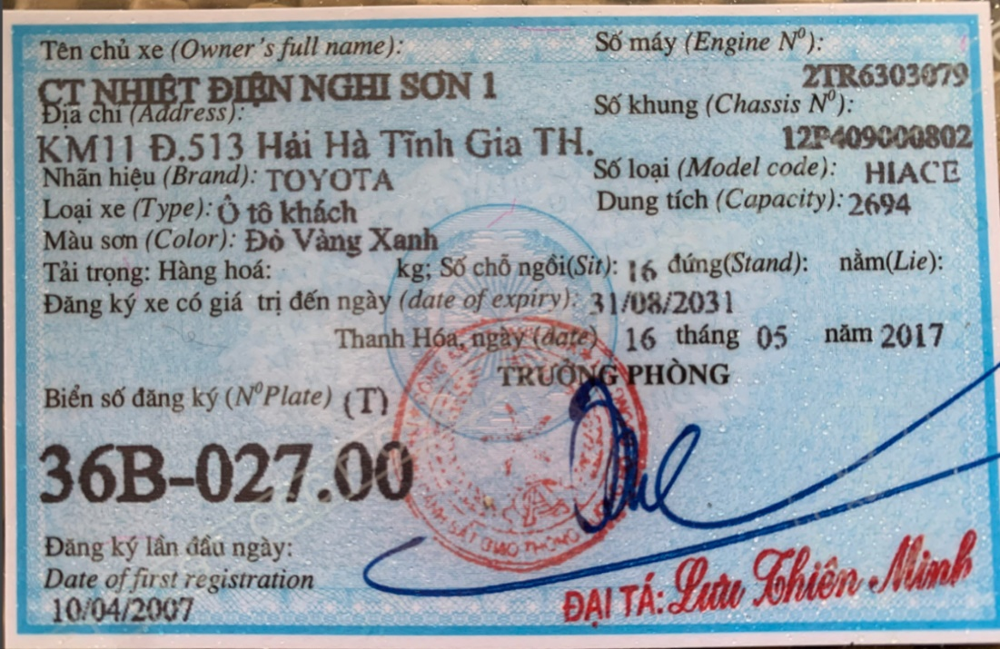 Tên chủ xe (Owner's full name):
CT NHIỆT ĐIỆN NGHI SƠN 1
Địa chỉ (Address):
KM11 Đ.513 Hải Hà Tĩnh Gia TH.
Số máy (Engine Nº):
2TR6303079
Số khung (Chassis Nº):
12P409000802
Nhãn hiệu (Brand): TOYOTA
Số loại (Model code): HIACE
Loại xe (Type): Ô tô khách
Dung tích (Capacity): 2694
Màu sơn (Color): Đỏ Vàng Xanh
Tải trọng: Hàng hoá: kg; Số chỗ ngồi(Sit): 16 đứng(Stand): nằm(Lie):
Đăng ký xe có giá trị đến ngày (date of expiry): 31/08/2031
Thanh Hóa, ngày (date) 16 tháng 05 năm 2017
TRƯỞNG PHÒNG
Biển số đăng ký (NºPlate) (T)
36B-027.00
Đăng ký lần đầu ngày:
Date of first registration
10/04/2007
ĐẠI TÁ: Lưu Thiên Minh